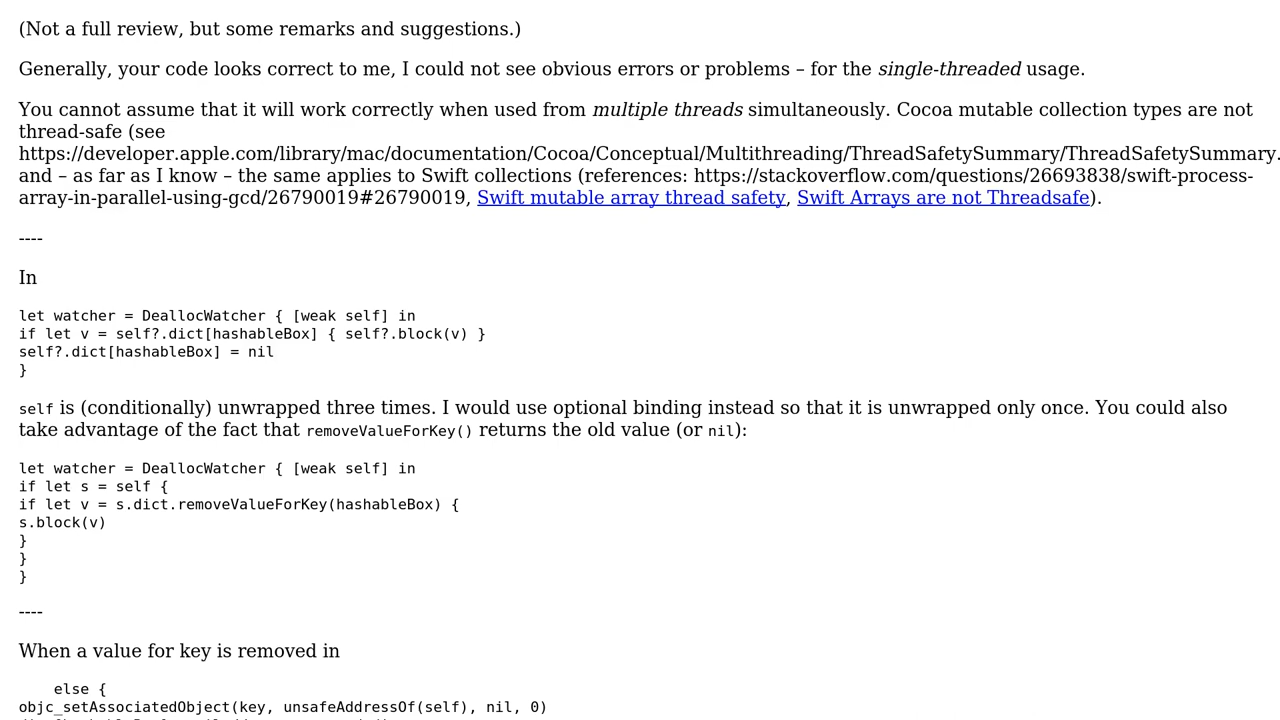 (Not a full review, but some remarks and suggestions.)
Generally, your code looks correct to me, I could not see obvious errors or problems – for the single-threaded usage.
You cannot assume that it will work correctly when used from multiple threads simultaneously. Cocoa mutable collection types are not
thread-safe (see
https://developer.apple.com/library/mac/documentation/Cocoa/Conceptual/Multithreading/ThreadSafetySummary/ThreadSafetySummary.
and – as far as I know – the same applies to Swift collections (references: https://stackoverflow.com/questions/26693838/swift-process-
array-in-parallel-using-gcd/26790019#26790019, Swift mutable array thread safety, Swift Arrays are not Threadsafe).
----
In
let watcher = DeallocWatcher { [weak self] in
if let v = self?.dict[hashableBox] { self?.block(v) }
self?.dict[hashableBox] = nil
}
self is (conditionally) unwrapped three times. I would use optional binding instead so that it is unwrapped only once. You could also
take advantage of the fact that removeValueForKey() returns the old value (or nil):
let watcher = DeallocWatcher { [weak self] in
if let s = self {
if let v = s.dict.removeValueForKey(hashableBox) {
s.block(v)
}
}
}
----
When a value for key is removed in
else {
objc_setAssociatedObject(key, unsafeAddressOf(self), nil, 0)